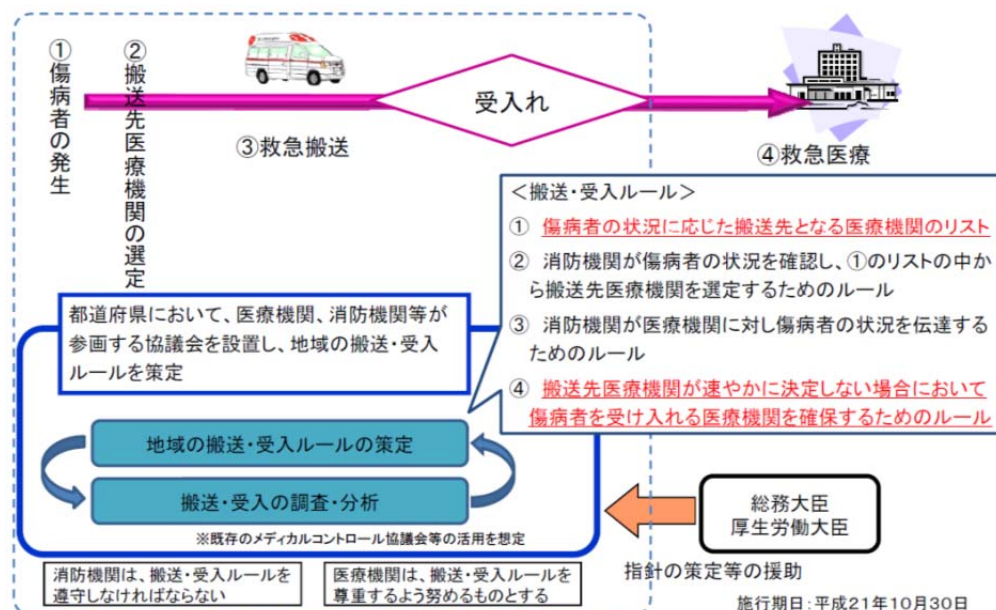 ①傷病者の発生
②搬送先医療機関の選定
③救急搬送
受入れ
④救急医療
＜搬送・受入ルール＞
① 傷病者の状況に応じた搬送先となる医療機関のリスト
② 消防機関が傷病者の状況を確認し、①のリストの中か
ら搬送先医療機関を選定するためのルール
③ 消防機関が医療機関に対し傷病者の状況を伝達する
ためのルール
④ 搬送先医療機関が速やかに決定しない場合において
傷病者を受け入れる医療機関を確保するためのルール
都道府県において、医療機関、消防機関等が
参画する協議会を設置し、地域の搬送・受入
ルールを策定
地域の搬送・受入ルールの策定
搬送・受入の調査・分析
※既存のメディカルコントロール協議会等の活用を想定
総務大臣
厚生労働大臣
指針の策定等の援助
消防機関は、搬送・受入ルールを
遵守しなければならない
医療機関は、搬送・受入ルールを
尊重するよう努めるものとする
施行期日：平成21年10月30日